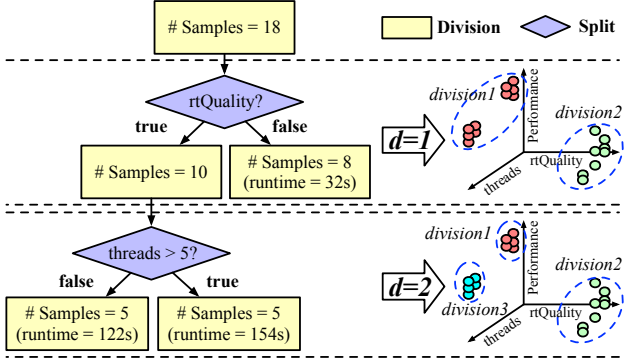 # Samples = 18
Division
Split
rtQuality?
true
false
# Samples = 10
# Samples = 8
(runtime = 32s)
d=1
division1
Performance
division2
rtQuality
threads
threads > 5?
false
true
# Samples = 5
(runtime = 122s)
# Samples = 5
(runtime = 154s)
d=2
division1
Performance
division2
division3
rtQuality
threads